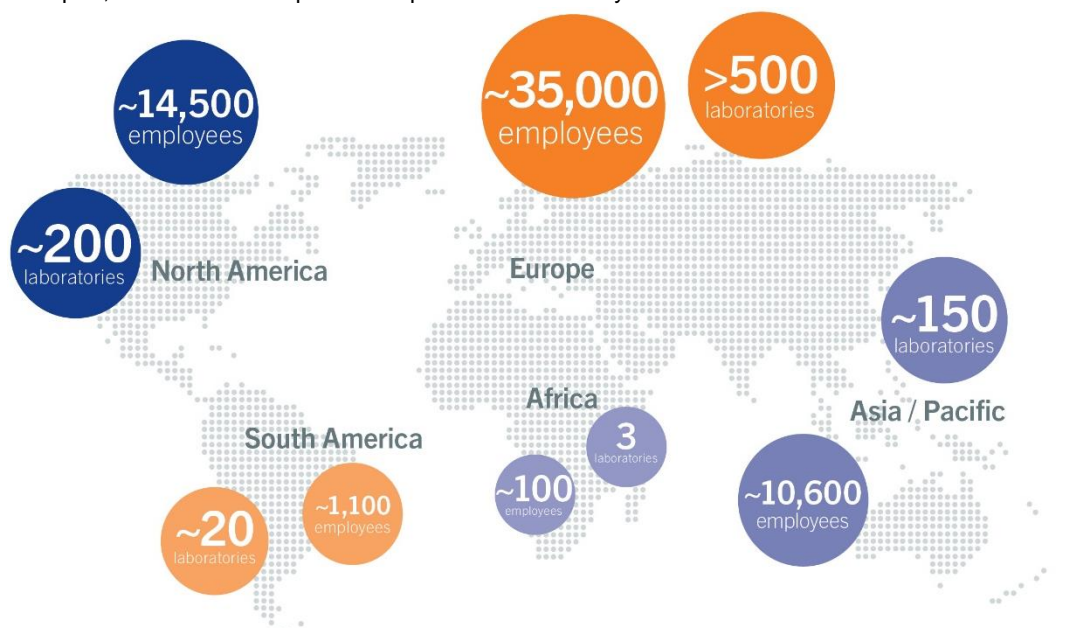 ~14,500
employees
~200
laboratories
North America
~35,000
employees
>500
laboratories
Europe
~150
laboratories
Asia / Pacific
~10,600
employees
Africa
3
laboratories
~100
employees
South America
~1,100
employees
~20
laboratories